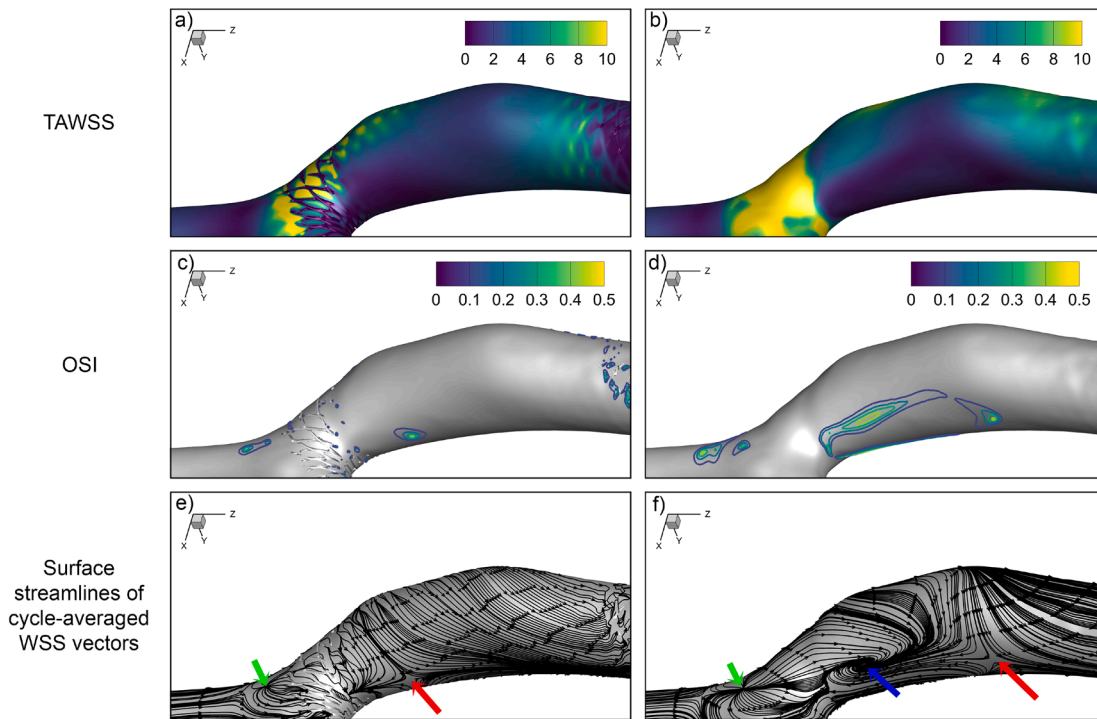 a)
Z
X
Y
0 2 4 6 8 10
b)
Z
X
Y
0 2 4 6 8 10
TAWSS
c)
Z
X
Y
0 0.1 0.2 0.3 0.4 0.5
d)
Z
X
Y
0 0.1 0.2 0.3 0.4 0.5
OSI
e)
Z
X
Y
f)
Z
X
Y
Surface
streamlines of
cycle-averaged
WSS vectors